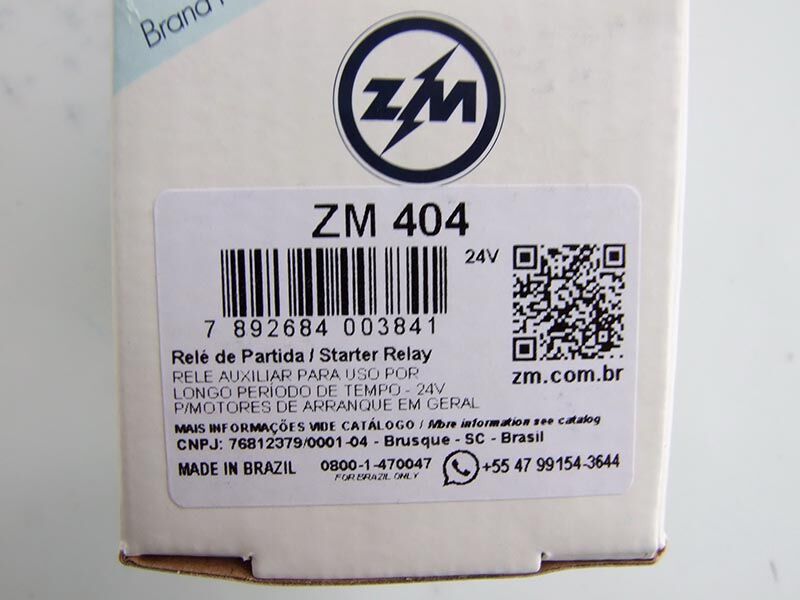 Brand
ZM
ZM 404
24V
7 892684 003841
zm.com.br
Relé de Partida / Starter Relay
RELE AUXILIAR PARA USO POR
LONGO PERÍODO DE TEMPO - 24V
P/MOTORES DE ARRANQUE EM GERAL
MAIS INFORMAÇÕES VIDE CATÁLOGO / More information see catalog
CNPJ: 76812379/0001-04 - Brusque - SC - Brasil
MADE IN BRAZIL 0800-1-470047 +55 47 99154-3644
FOR BRAZIL ONLY